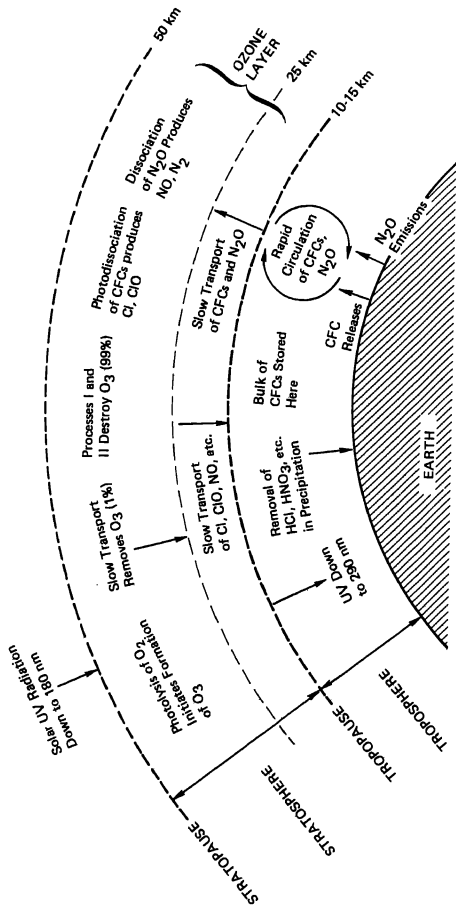 Solar UV Radiation
Down to 180 nm
50 km
Photolysis of O₂
Initiates Formation
of O₃
Slow Transport
Removes O₃ (1%)
Processes I and
II Destroy O₃ (99%)
Photodissociation
of CFCs produces
Cl, ClO
Dissociation
of N₂O Produces
NO, N₂
OZONE
LAYER
25 km
Slow Transport
of Cl, ClO, NO, etc.
Slow Transport
of CFCs and N₂O
10-15 km
UV Down
to 290 nm
Removal of
HCl, HNO₃, etc.
in Precipitation
Bulk of
CFCs Stored
Here
Rapid
Circulation
of CFCs,
N₂O
CFC
Releases
N₂O
Emissions
EARTH
STRATOPAUSE
STRATOSPHERE
TROPOPAUSE
TROPOSPHERE